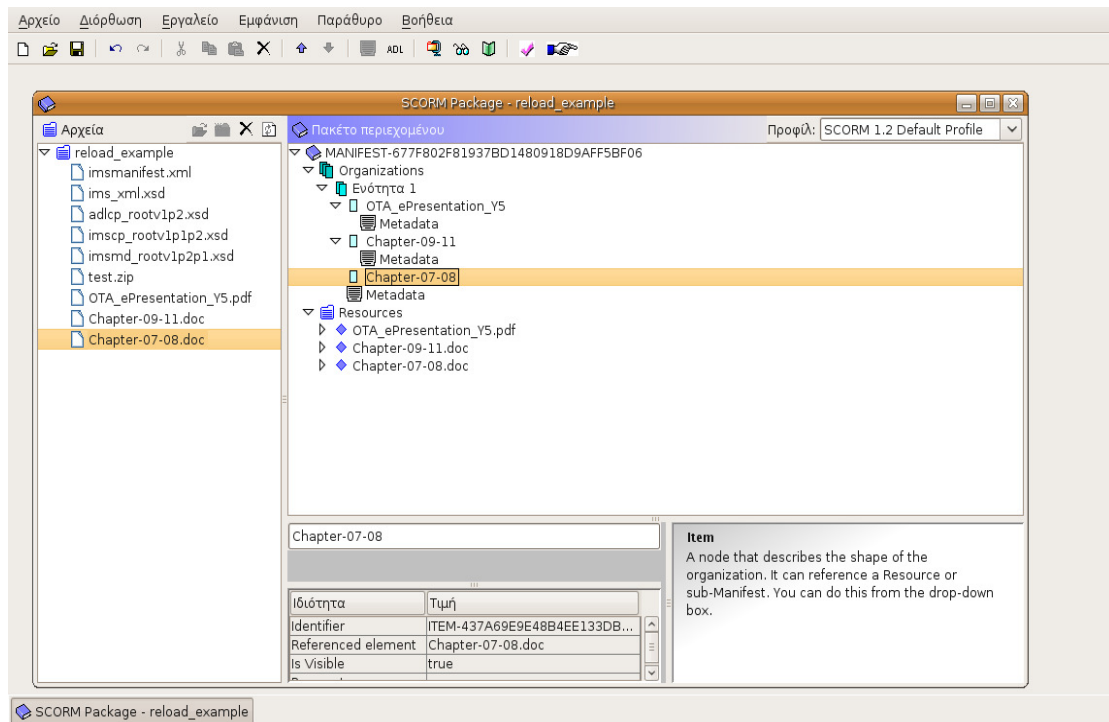 Αρχείο Διόρθωση Εργαλείο Εμφάνιση Παράθυρο Βοήθεια
ADL
SCORM Package - reload_example
Αρχεία
Πακέτο περιεχομένου
Προφίλ: SCORM 1.2 Default Profile
reload_example
imsmanifest.xml
ims_xml.xsd
adlcp_rootv1p2.xsd
imscp_rootv1p1p2.xsd
imsmd_rootv1p2p1.xsd
test.zip
OTA_ePresentation_Y5.pdf
Chapter-09-11.doc
Chapter-07-08.doc
MANIFEST-677F802F81937BD1480918D9AFF5BF06
Organizations
Ενότητα 1
OTA_ePresentation_Y5
Metadata
Chapter-09-11
Metadata
Chapter-07-08
Metadata
Resources
OTA_ePresentation_Y5.pdf
Chapter-09-11.doc
Chapter-07-08.doc
Chapter-07-08
Ιδιότητα Τιμή
Identifier ITEM-437A69E9E48B4EE133DB...
Referenced element Chapter-07-08.doc
Is Visible true
Item
A node that describes the shape of the
organization. It can reference a Resource or
sub-Manifest. You can do this from the drop-down
box.
SCORM Package - reload_example